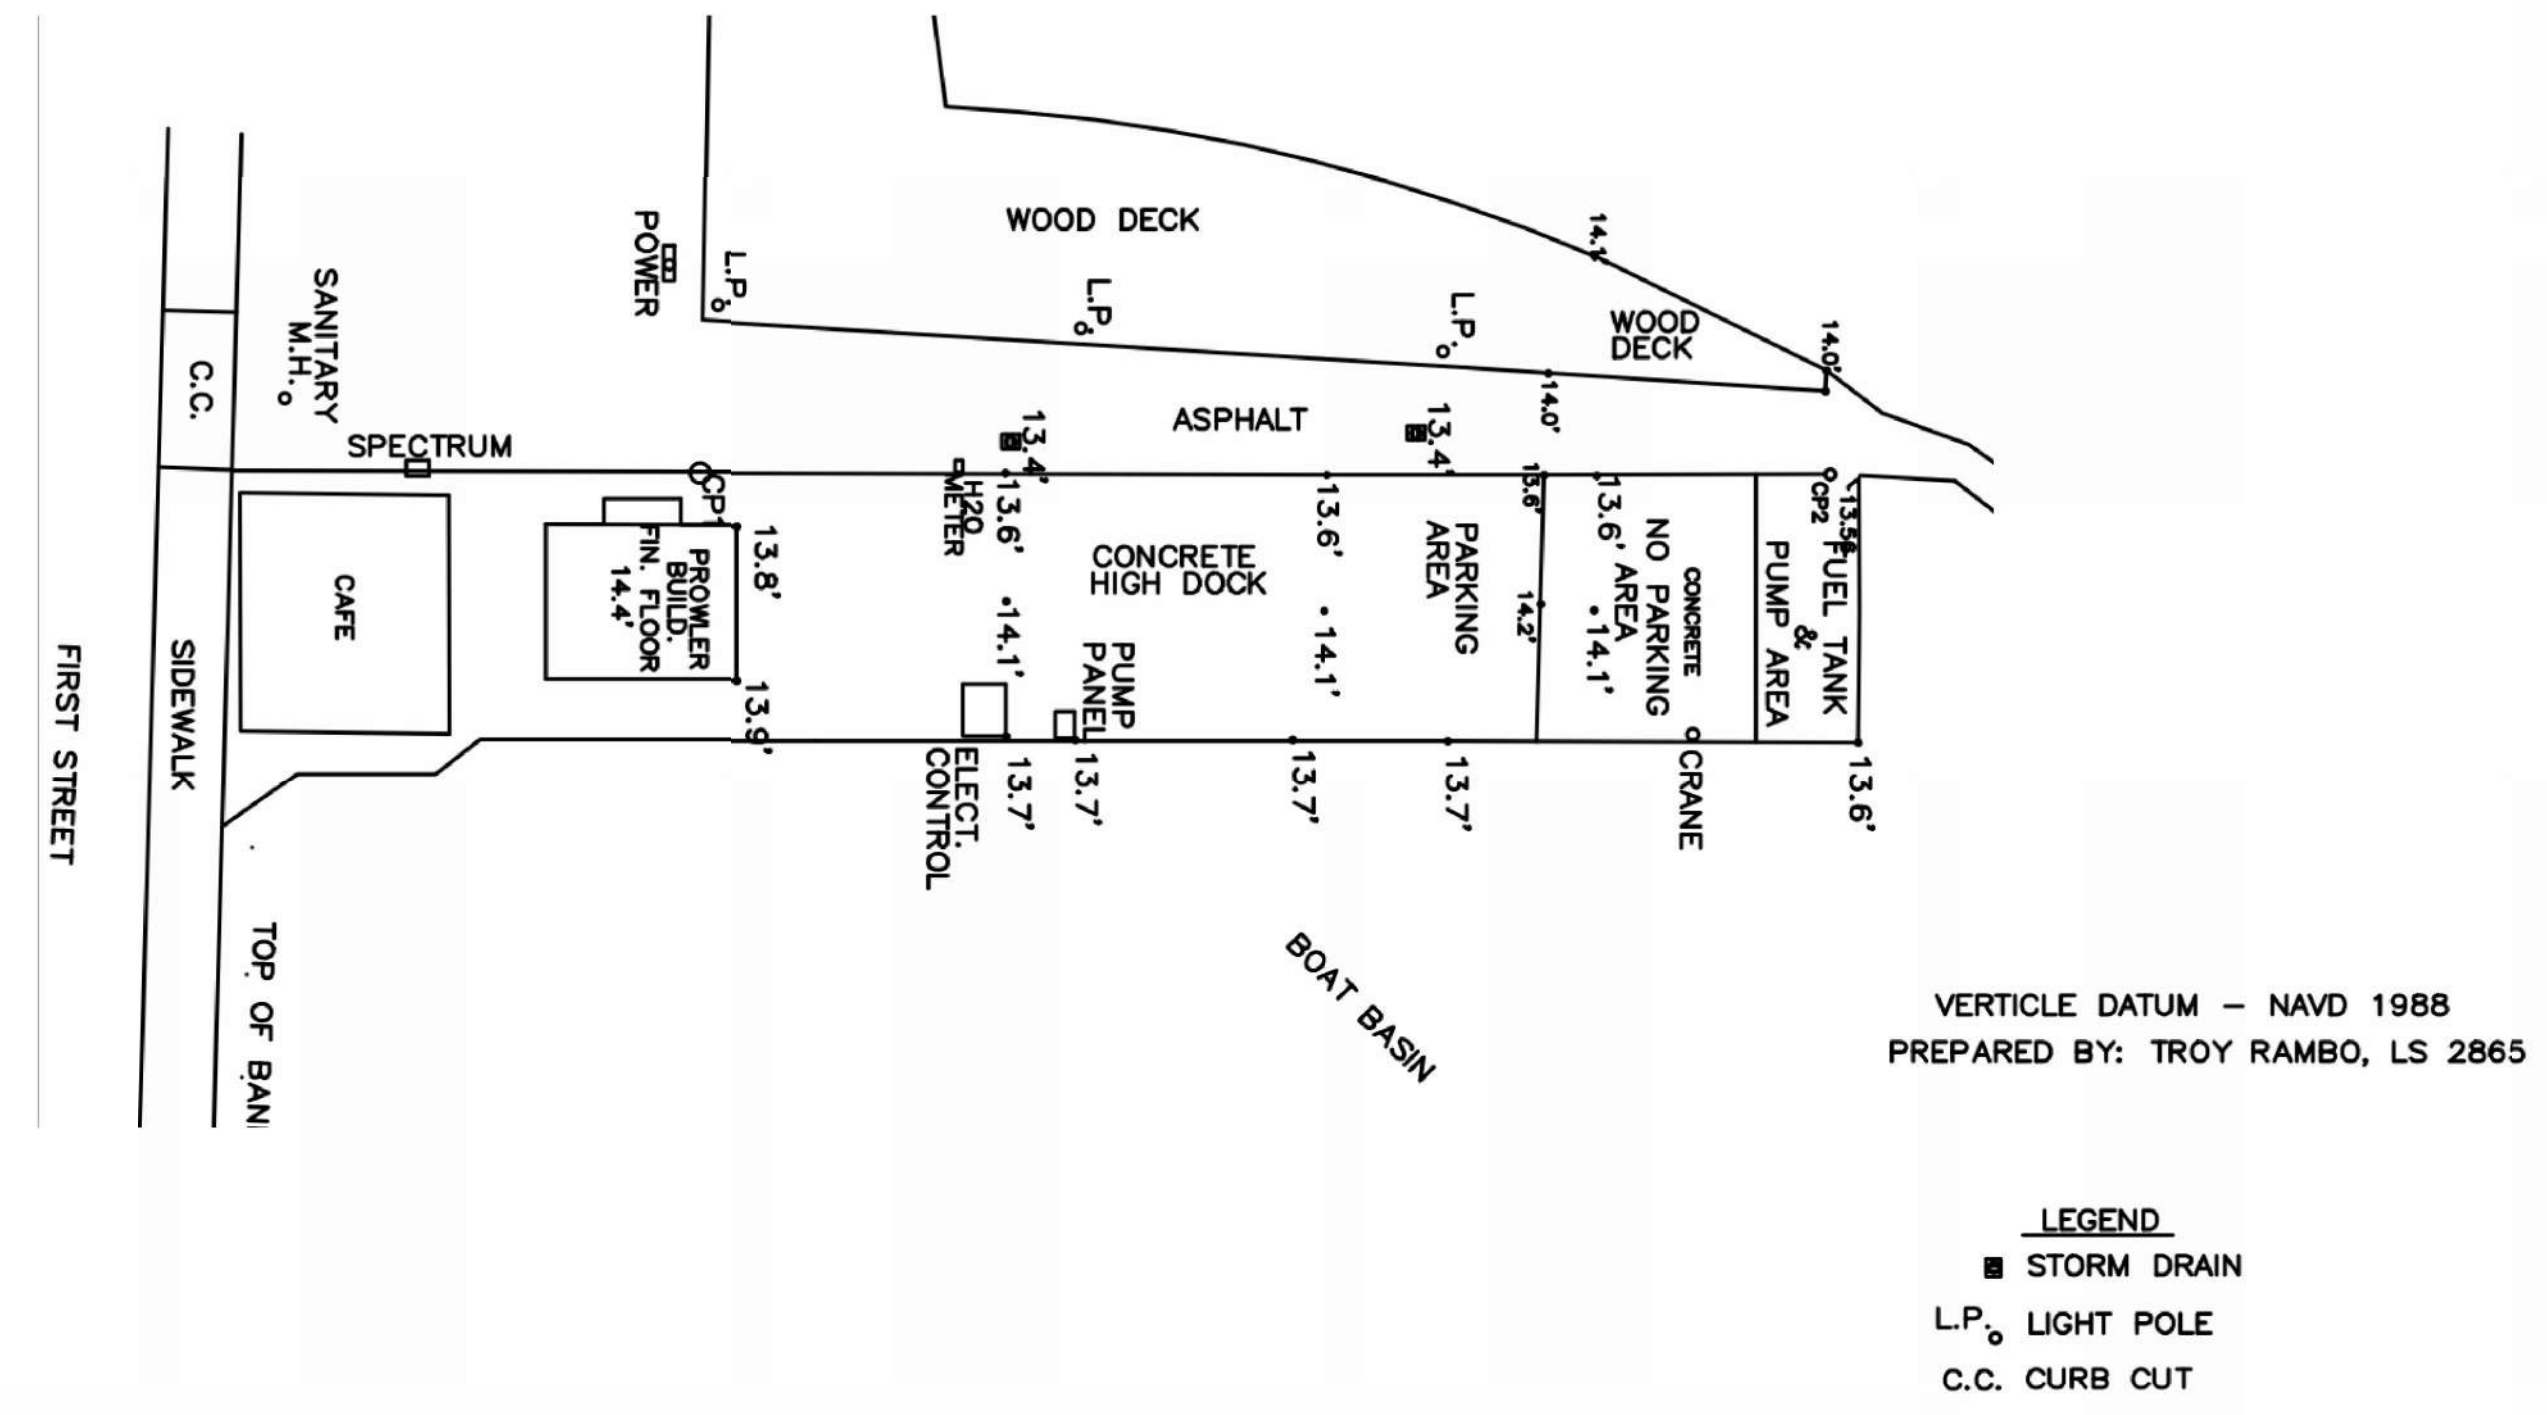 WOOD DECK
14.1'
POWER
L.P.
L.P.
L.P.
WOOD
DECK
14.0'
SANITARY
M.H.
C.C.
SPECTRUM
ASPHALT
13.4'
13.4'
14.0'
CP1
H2O
METER
13.6'
13.6'
13.6'
13.6'
CP2
13.56
CAFE
PROWLER
BUILD.
FIN. FLOOR
14.4'
13.8'
13.9'
CONCRETE
HIGH DOCK
14.1'
14.1'
PARKING
AREA
14.2'
CONCRETE
NO PARKING
AREA
14.1'
FUEL TANK
&
PUMP AREA
PUMP
PANEL
ELECT.
CONTROL
13.7'
13.7'
13.7'
13.7'
CRANE
13.6'
FIRST STREET
SIDEWALK
TOP OF BAN
BOAT BASIN
VERTICLE DATUM – NAVD 1988
PREPARED BY: TROY RAMBO, LS 2865
LEGEND
STORM DRAIN
L.P. LIGHT POLE
C.C. CURB CUT